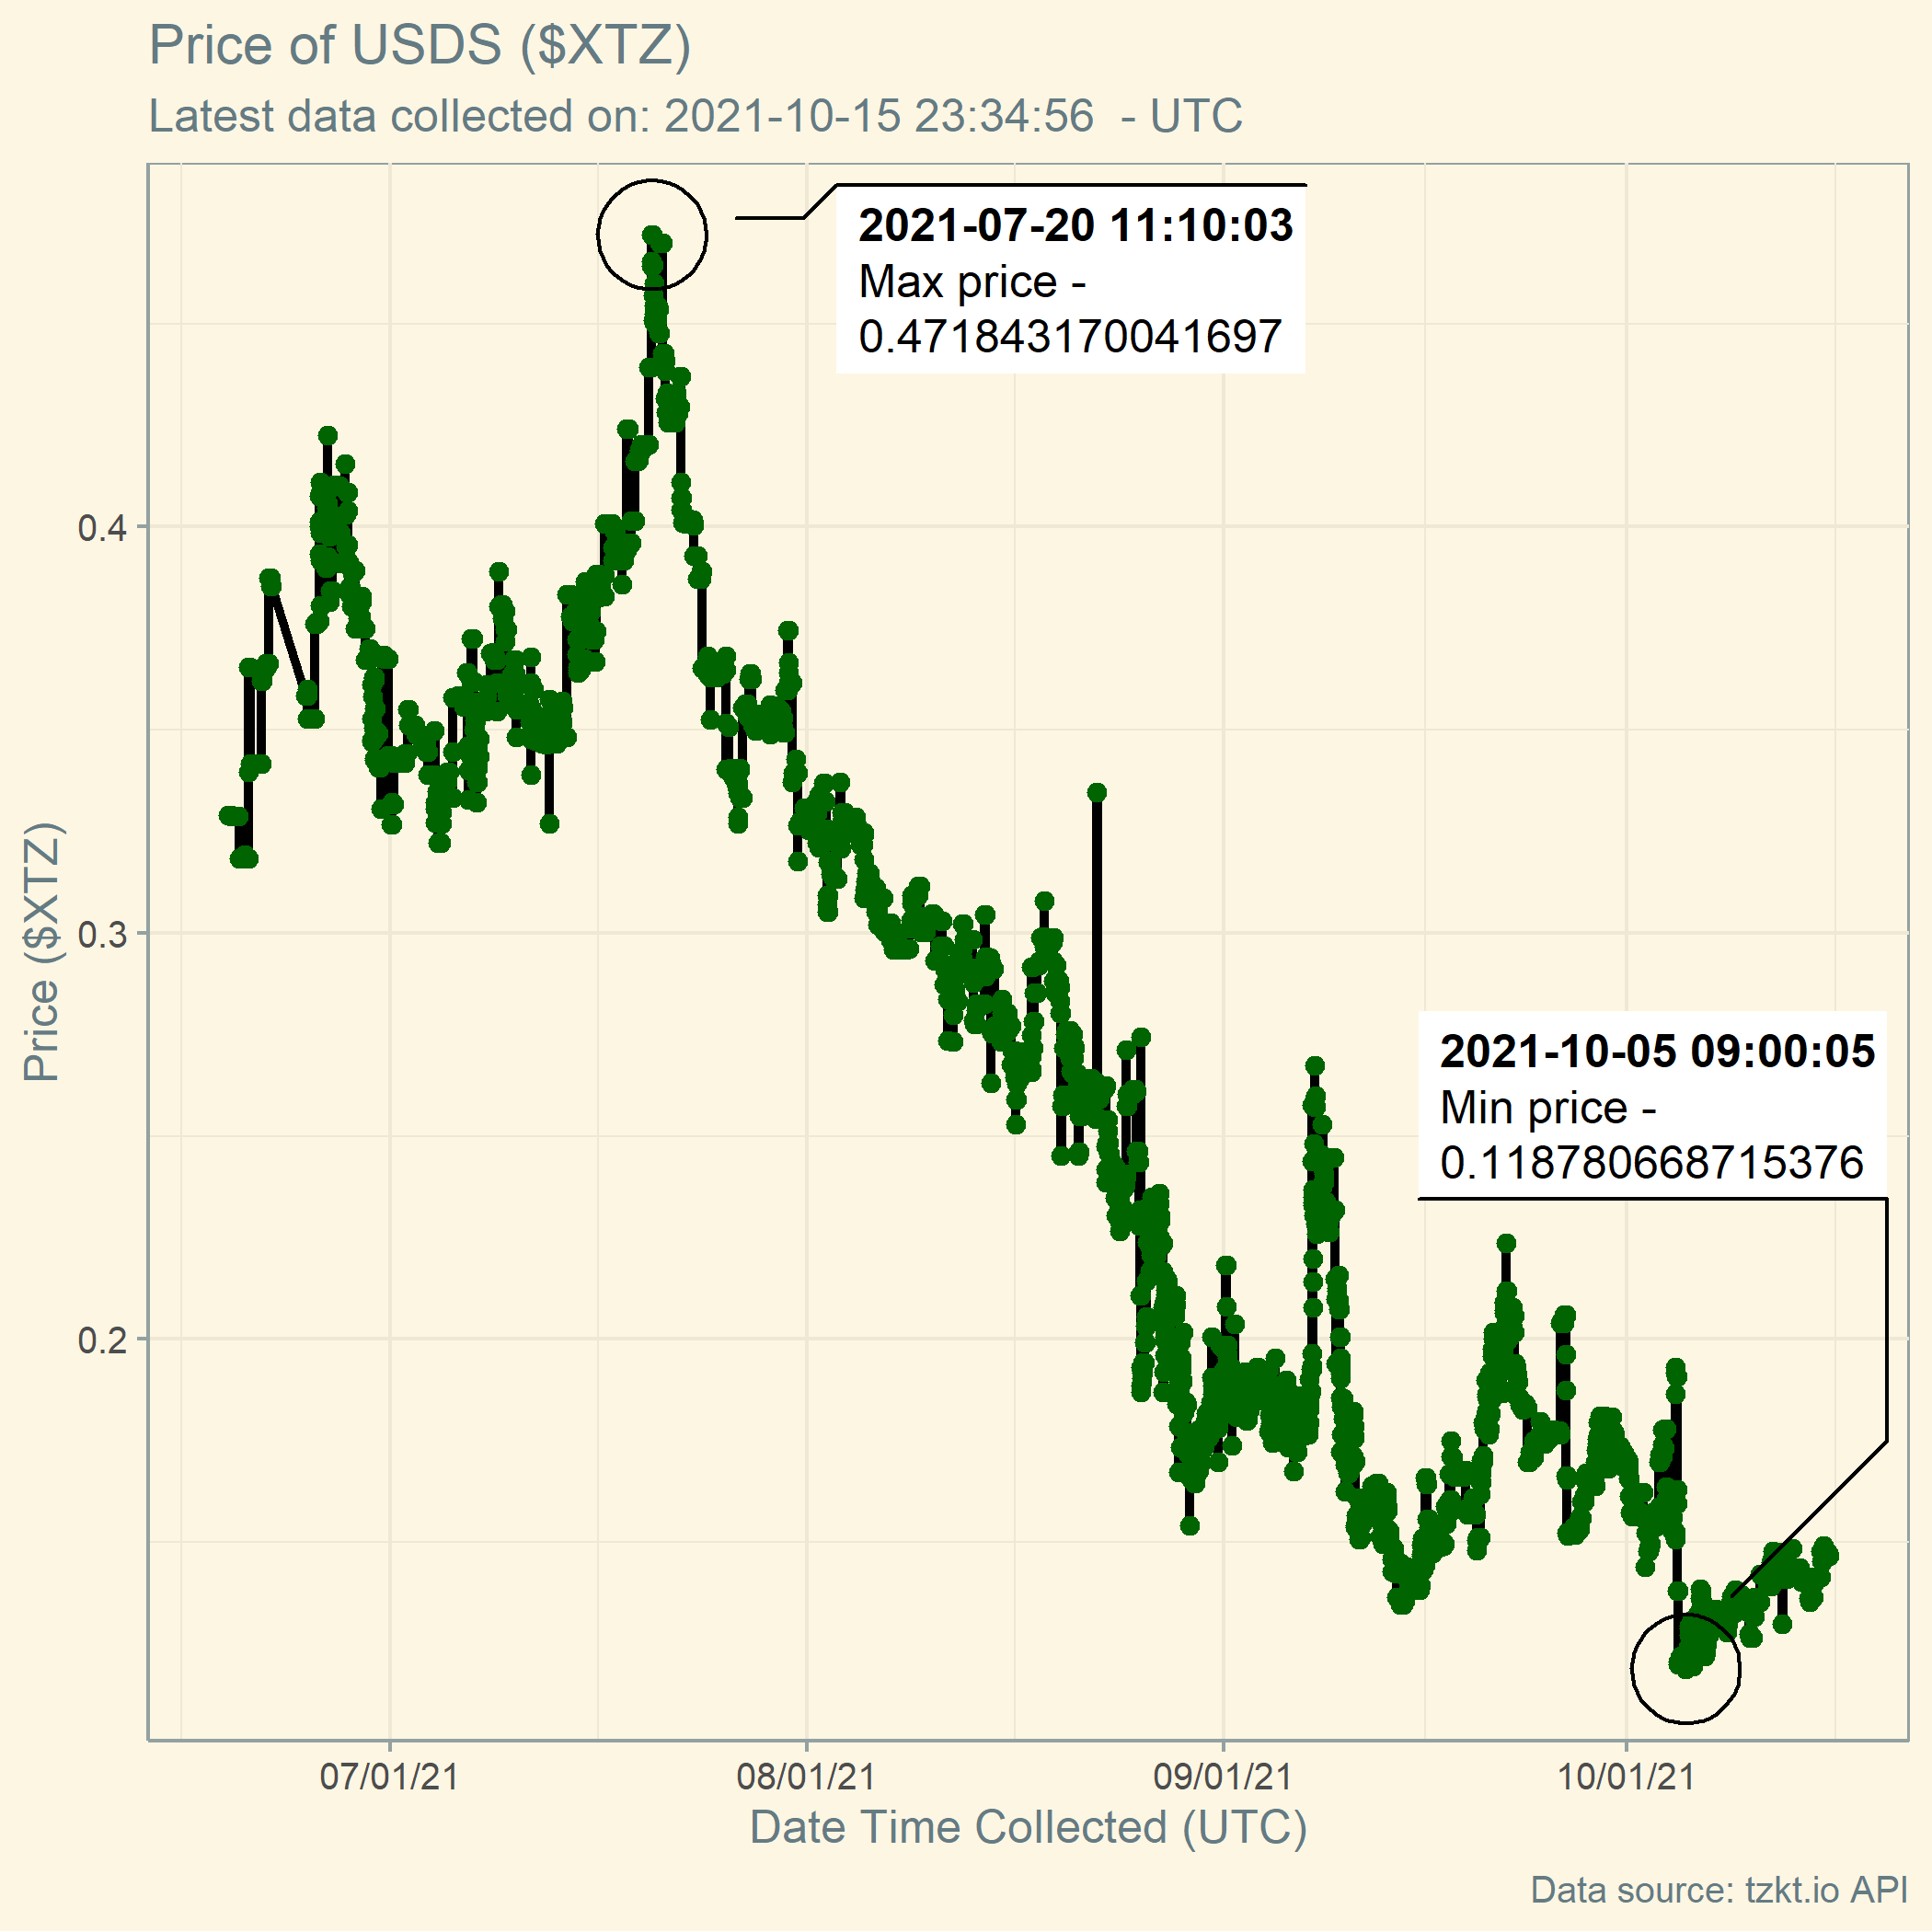 Price of USDS ($XTZ)
Latest data collected on: 2021-10-15 23:34:56  - UTC
2021-07-20 11:10:03
Max price -
0.471843170041697
0.4
0.3
0.2
Price ($XTZ)
2021-10-05 09:00:05
Min price -
0.118780668715376
07/01/21
08/01/21
09/01/21
10/01/21
Date Time Collected (UTC)
Data source: tzkt.io API